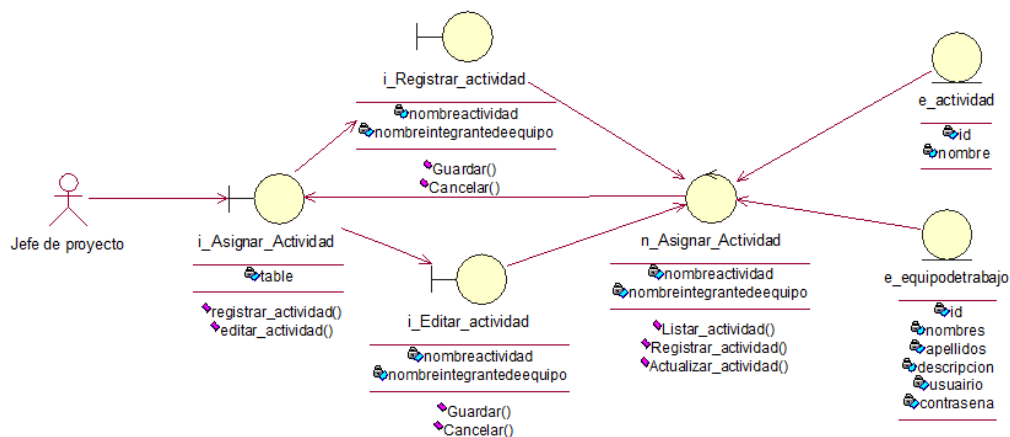 i_Registrar_actividad
nombreactividad
nombreintegrantedeequipo
Guardar()
Cancelar()
e_actividad
id
nombre
Jefe de proyecto
i_Asignar_Actividad
table
registrar_actividad()
editar_actividad()
n_Asignar_Actividad
nombreactividad
nombreintegrantedeequipo
Listar_actividad()
Registrar_actividad()
Actualizar_actividad()
i_Editar_actividad
nombreactividad
nombreintegrantedeequipo
Guardar()
Cancelar()
e_equipodetrabajo
id
nombres
apellidos
descripcion
usuairio
contrasena